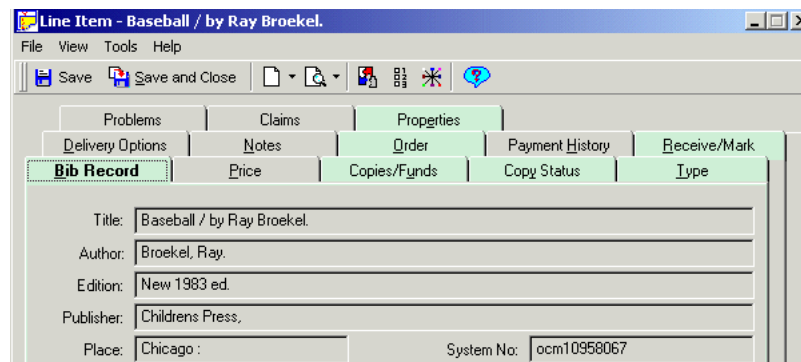 Line Item - Baseball / by Ray Broekel.
File View Tools Help
Save Save and Close
Problems Claims Properties
Delivery Options Notes Order Payment History Receive/Mark
Bib Record Price Copies/Funds Copy Status Type
Title: Baseball / by Ray Broekel.
Author: Broekel, Ray.
Edition: New 1983 ed.
Publisher: Childrens Press,
Place: Chicago : System No: ocm10958067